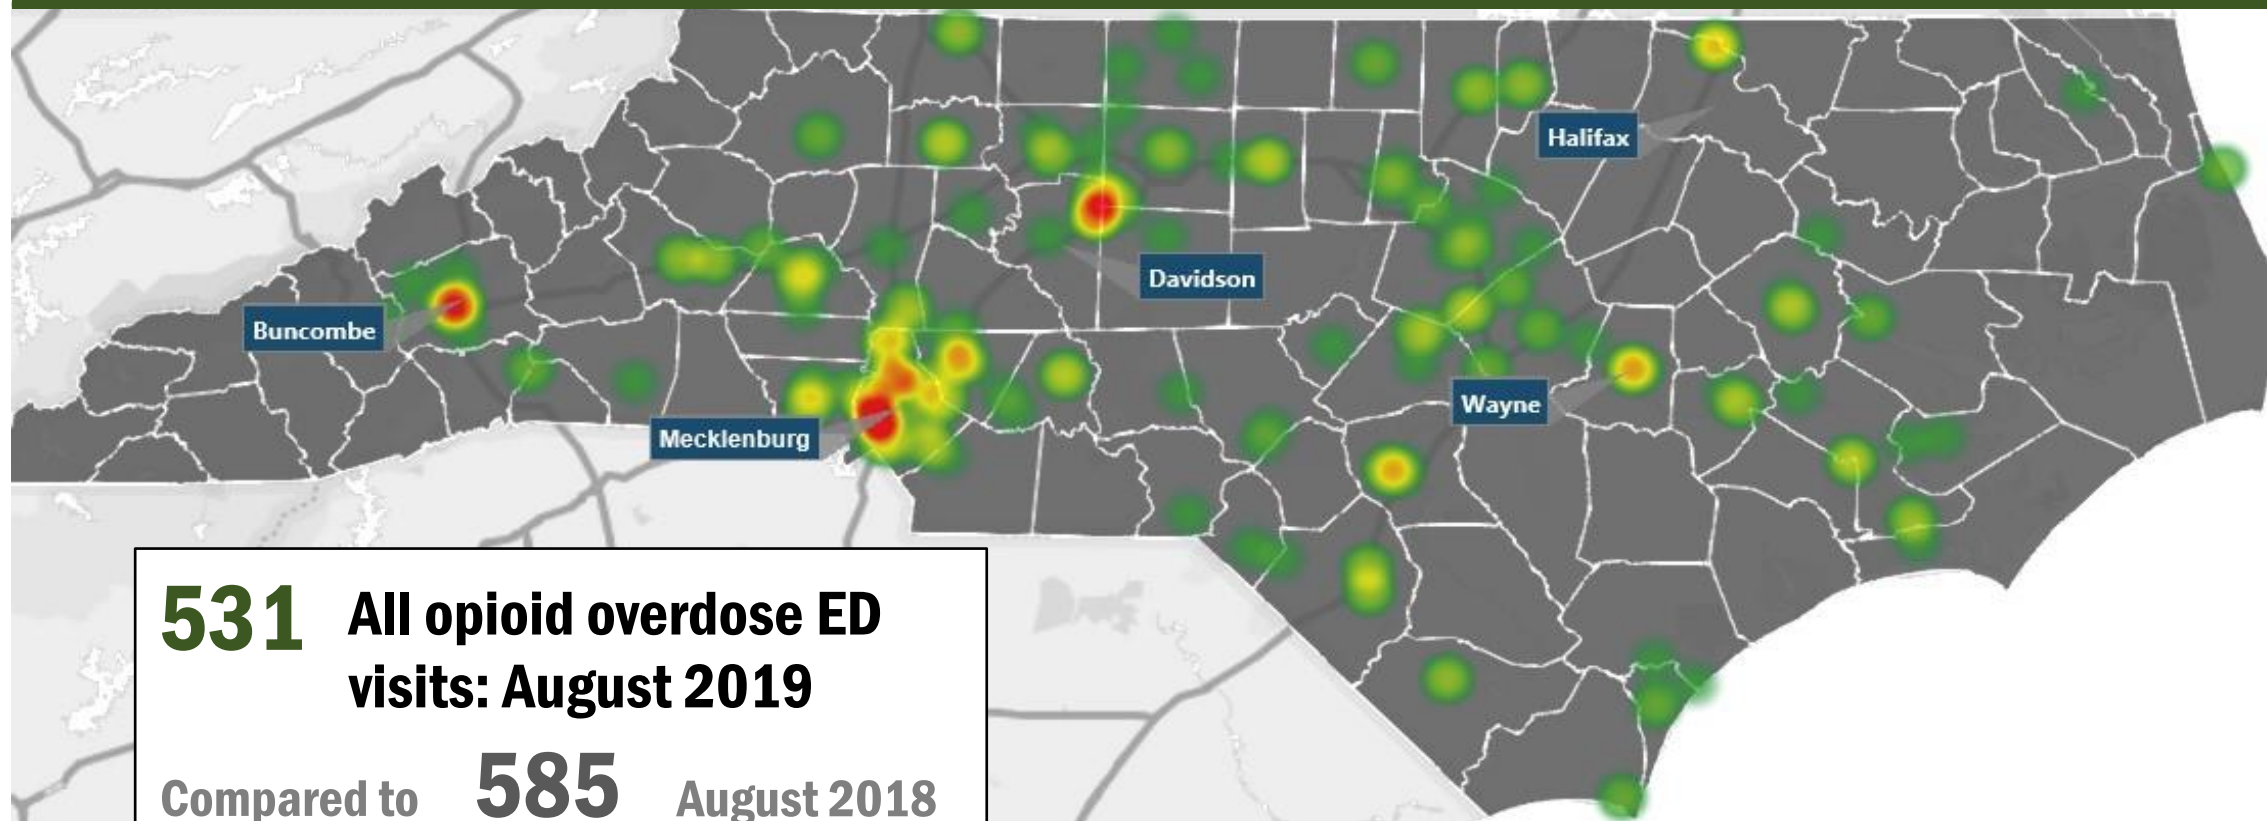 Halifax
Davidson
Buncombe
Wayne
Mecklenburg
531 All opioid overdose ED
visits: August 2019
Compared to 585 August 2018